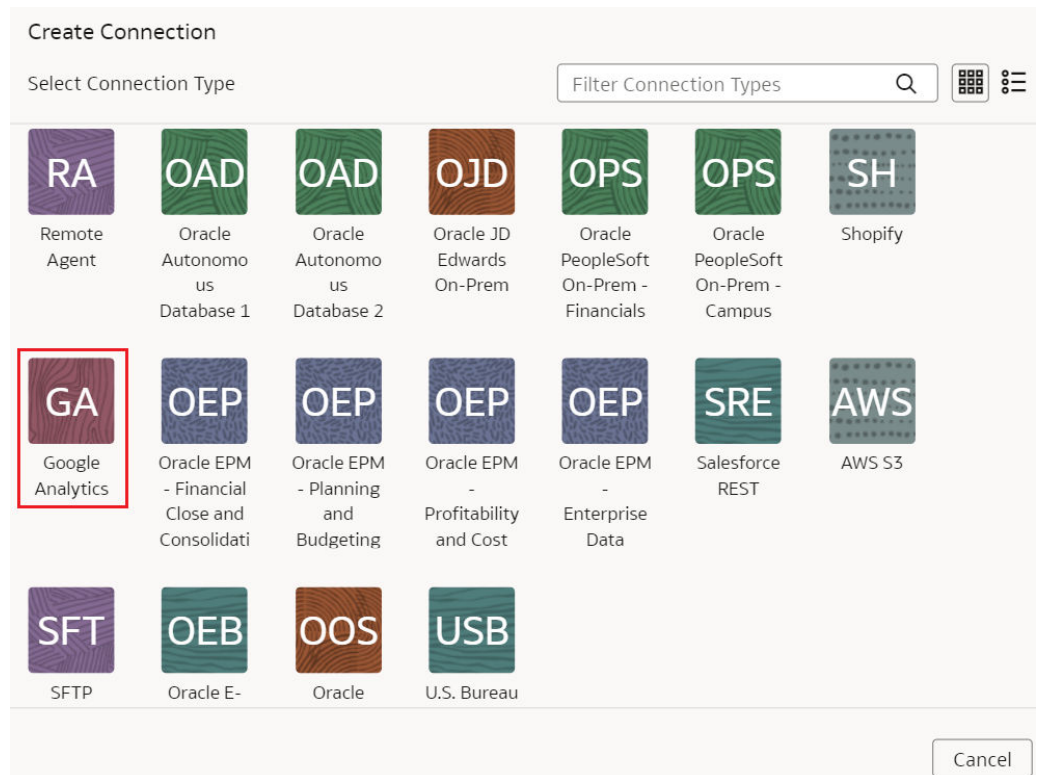 Create Connection
Select Connection Type
Filter Connection Types
RA
OAD
OAD
OJD
OPS
OPS
SH
Remote
Agent
Oracle
Autonomo
us
Database 1
Oracle
Autonomo
us
Database 2
Oracle JD
Edwards
On-Prem
Oracle
PeopleSoft
On-Prem -
Financials
Oracle
PeopleSoft
On-Prem -
Campus
Shopify
GA
OEP
OEP
OEP
OEP
SRE
AWS
Google
Analytics
Oracle EPM
- Financial
Close and
Consolidati
Oracle EPM
- Planning
and
Budgeting
Oracle EPM
-
Profitability
and Cost
Oracle EPM
-
Enterprise
Data
Salesforce
REST
AWS S3
SFT
OEB
OOS
USB
SFTP
Oracle E-
Oracle
U.S. Bureau
Cancel